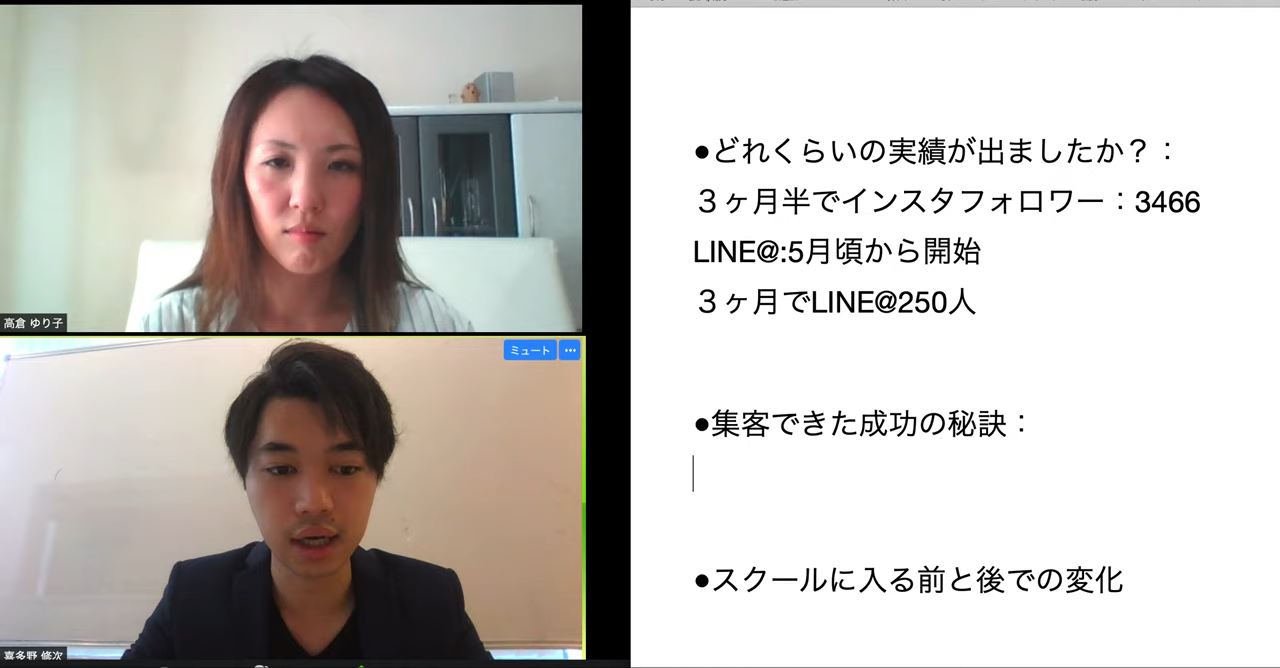 高倉 ゆり子
ミュート
喜多野 修次
●どれくらいの実績が出ましたか？：
３ヶ月半でインスタフォロワー：3466
LINE@:5月頃から開始
３ヶ月でLINE@250人
●集客できた成功の秘訣：
●スクールに入る前と後での変化